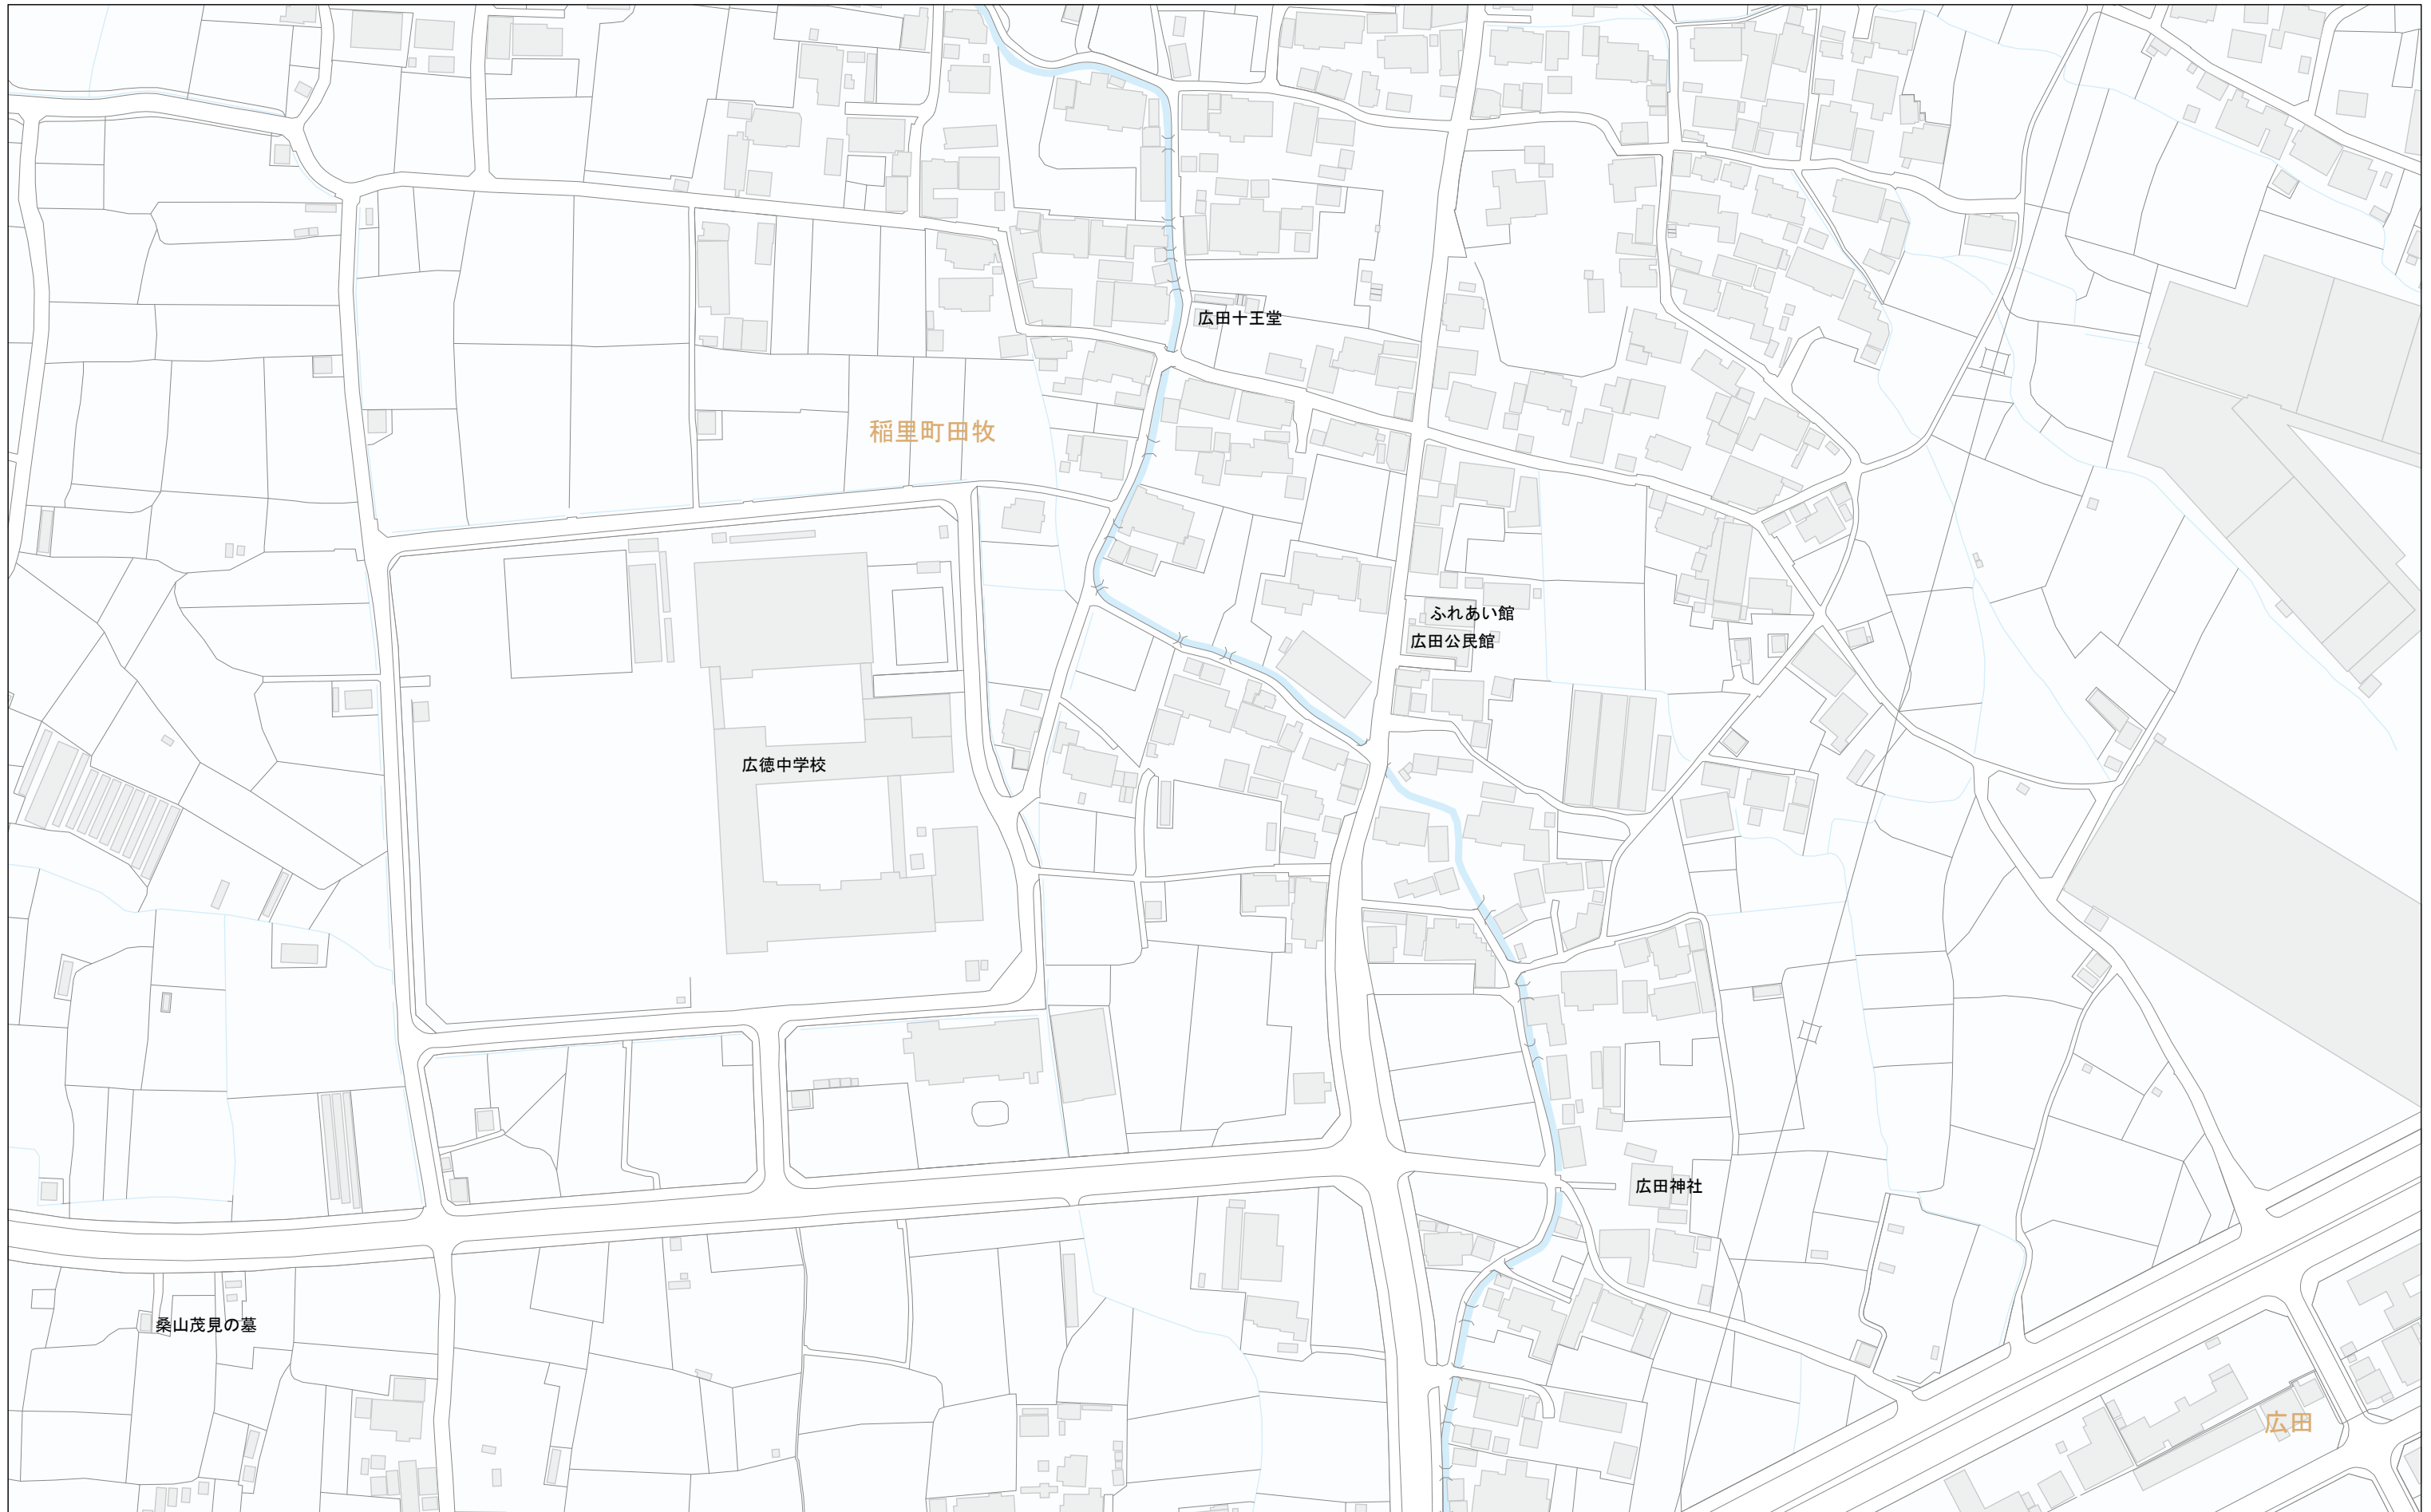 広田十王堂
稲里町田牧
ふれあい館
広田公民館
広徳中学校
広田神社
桑山茂見の墓
広田